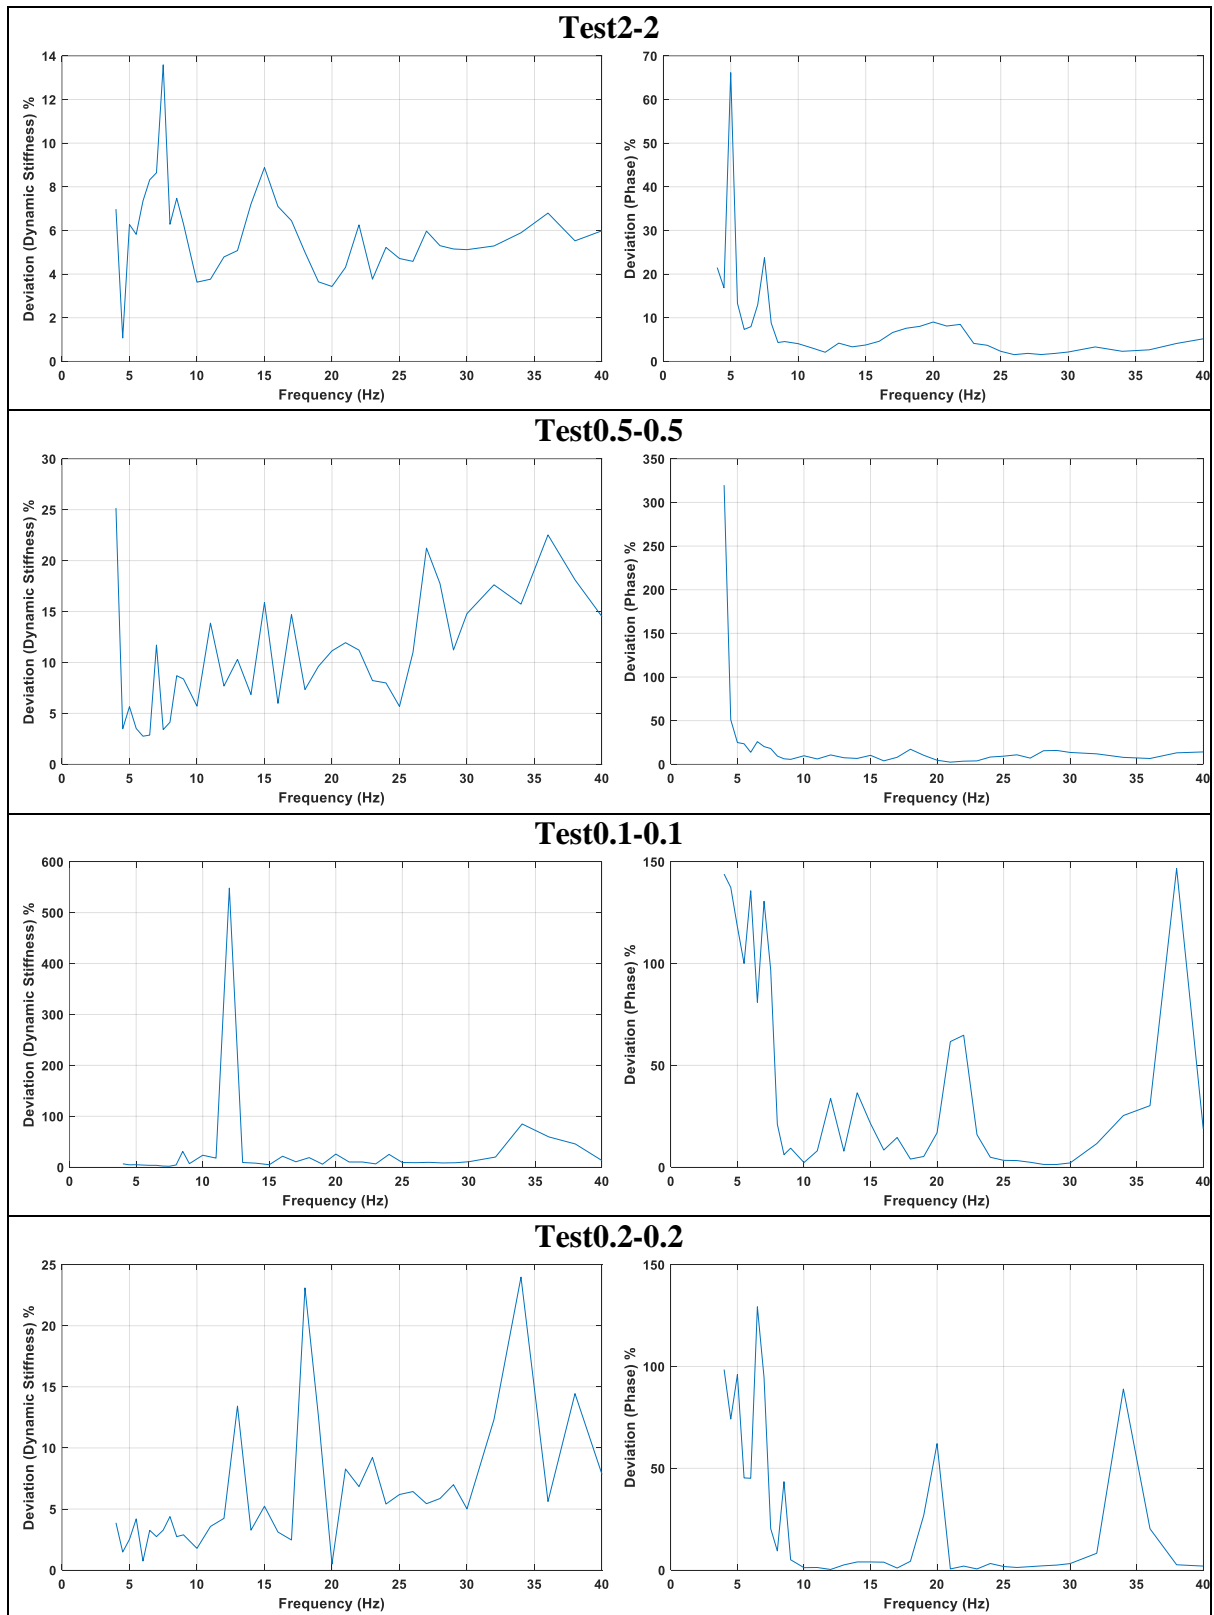 Test2-2
14
12
10
8
6
4
2
0
Deviation (Dynamic Stiffness) %
0 5 10 15 20 25 30 35 40
Frequency (Hz)
70
60
50
40
30
20
10
0
Deviation (Phase) %
0 5 10 15 20 25 30 35 40
Frequency (Hz)
Test0.5-0.5
30
25
20
15
10
5
0
Deviation (Dynamic Stiffness) %
0 5 10 15 20 25 30 35 40
Frequency (Hz)
350
300
250
200
150
100
50
0
Deviation (Phase) %
0 5 10 15 20 25 30 35 40
Frequency (Hz)
Test0.1-0.1
600
500
400
300
200
100
0
Deviation (Dynamic Stiffness) %
0 5 10 15 20 25 30 35 40
Frequency (Hz)
150
100
50
0
Deviation (Phase) %
0 5 10 15 20 25 30 35 40
Frequency (Hz)
Test0.2-0.2
25
20
15
10
5
0
Deviation (Dynamic Stiffness) %
0 5 10 15 20 25 30 35 40
Frequency (Hz)
150
100
50
0
Deviation (Phase) %
0 5 10 15 20 25 30 35 40
Frequency (Hz)